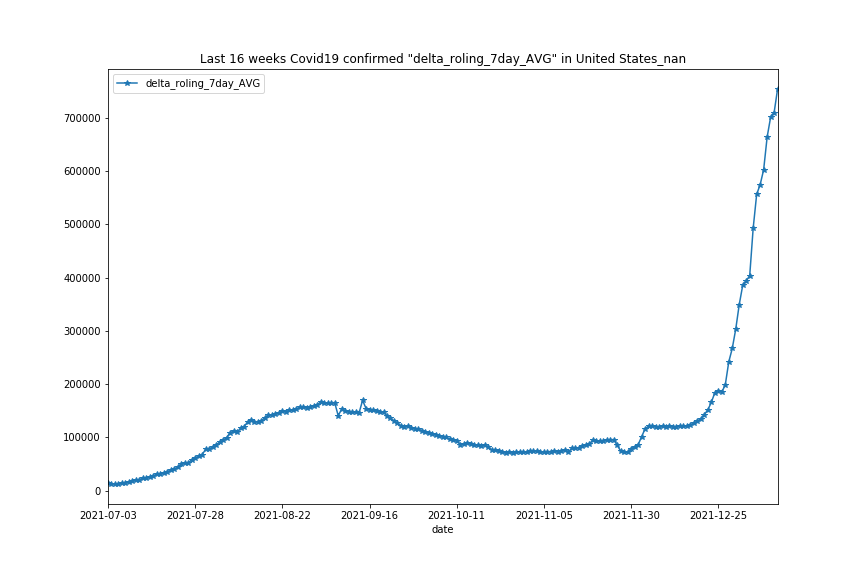 Last 16 weeks Covid19 confirmed "delta_roling_7day_AVG" in United States_nan
delta_roling_7day_AVG
700000
600000
500000
400000
300000
200000
100000
0
2021-07-03 2021-07-28 2021-08-22 2021-09-16 2021-10-11 2021-11-05 2021-11-30 2021-12-25
date